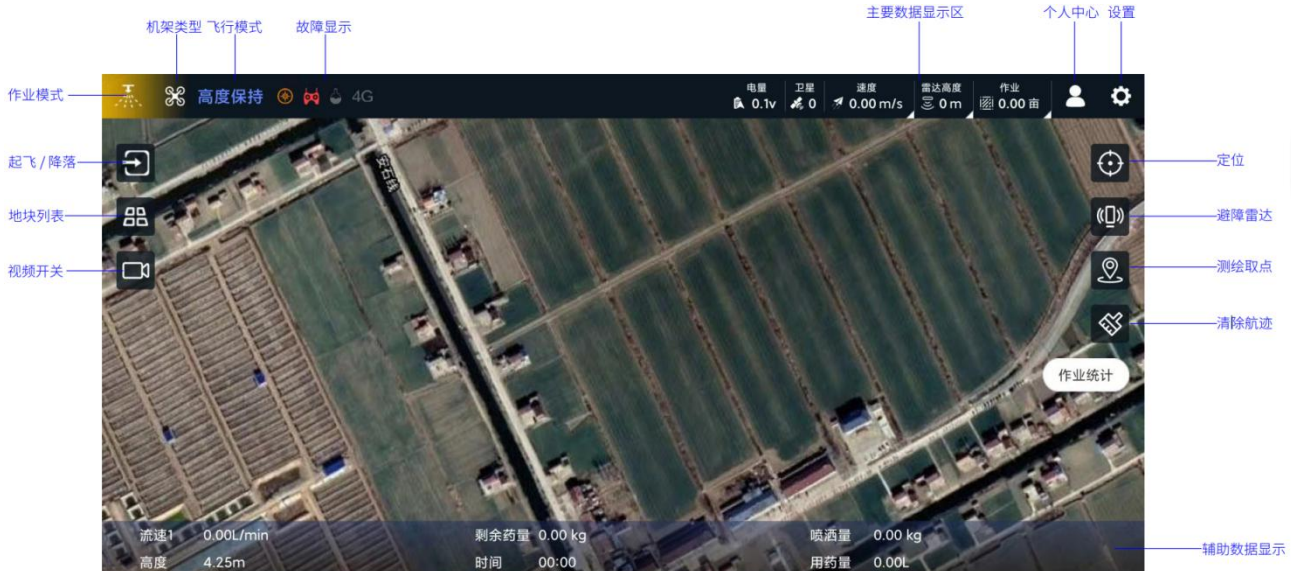 主要数据显示区
个人中心 设置
机架类型 飞行模式
故障显示
作业模式
高度保持
4G
电量
0.1v
卫星
0
速度
0.00 m/s
雷达高度
0 m
作业
0.00 亩
起飞 / 降落
安石线
定位
地块列表
避障雷达
视频开关
测绘取点
清除航迹
作业统计
流速1 0.00L/min
剩余药量 0.00 kg
喷洒量 0.00 kg
高度 4.25m
时间 00:00
用药量 0.00L
辅助数据显示